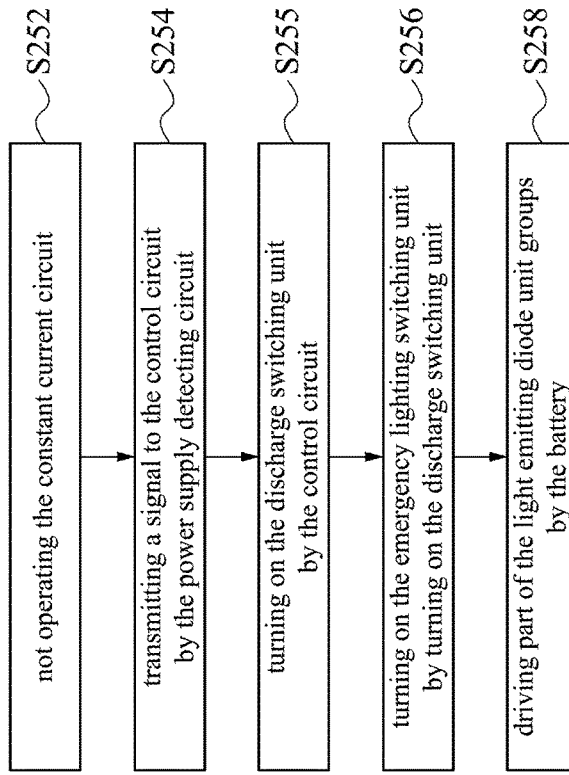 not operating the constant current circuit
S252
transmitting a signal to the control circuit
by the power supply detecting circuit
S254
turning on the discharge switching unit
by the control circuit
S255
turning on the emergency lighting switching unit
by turning on the discharge switching unit
S256
driving part of the light emitting diode unit groups
by the battery
S258